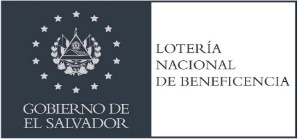 GOBIERNO DE
EL SALVADOR
LOTERÍA
NACIONAL
DE BENEFICENCIA